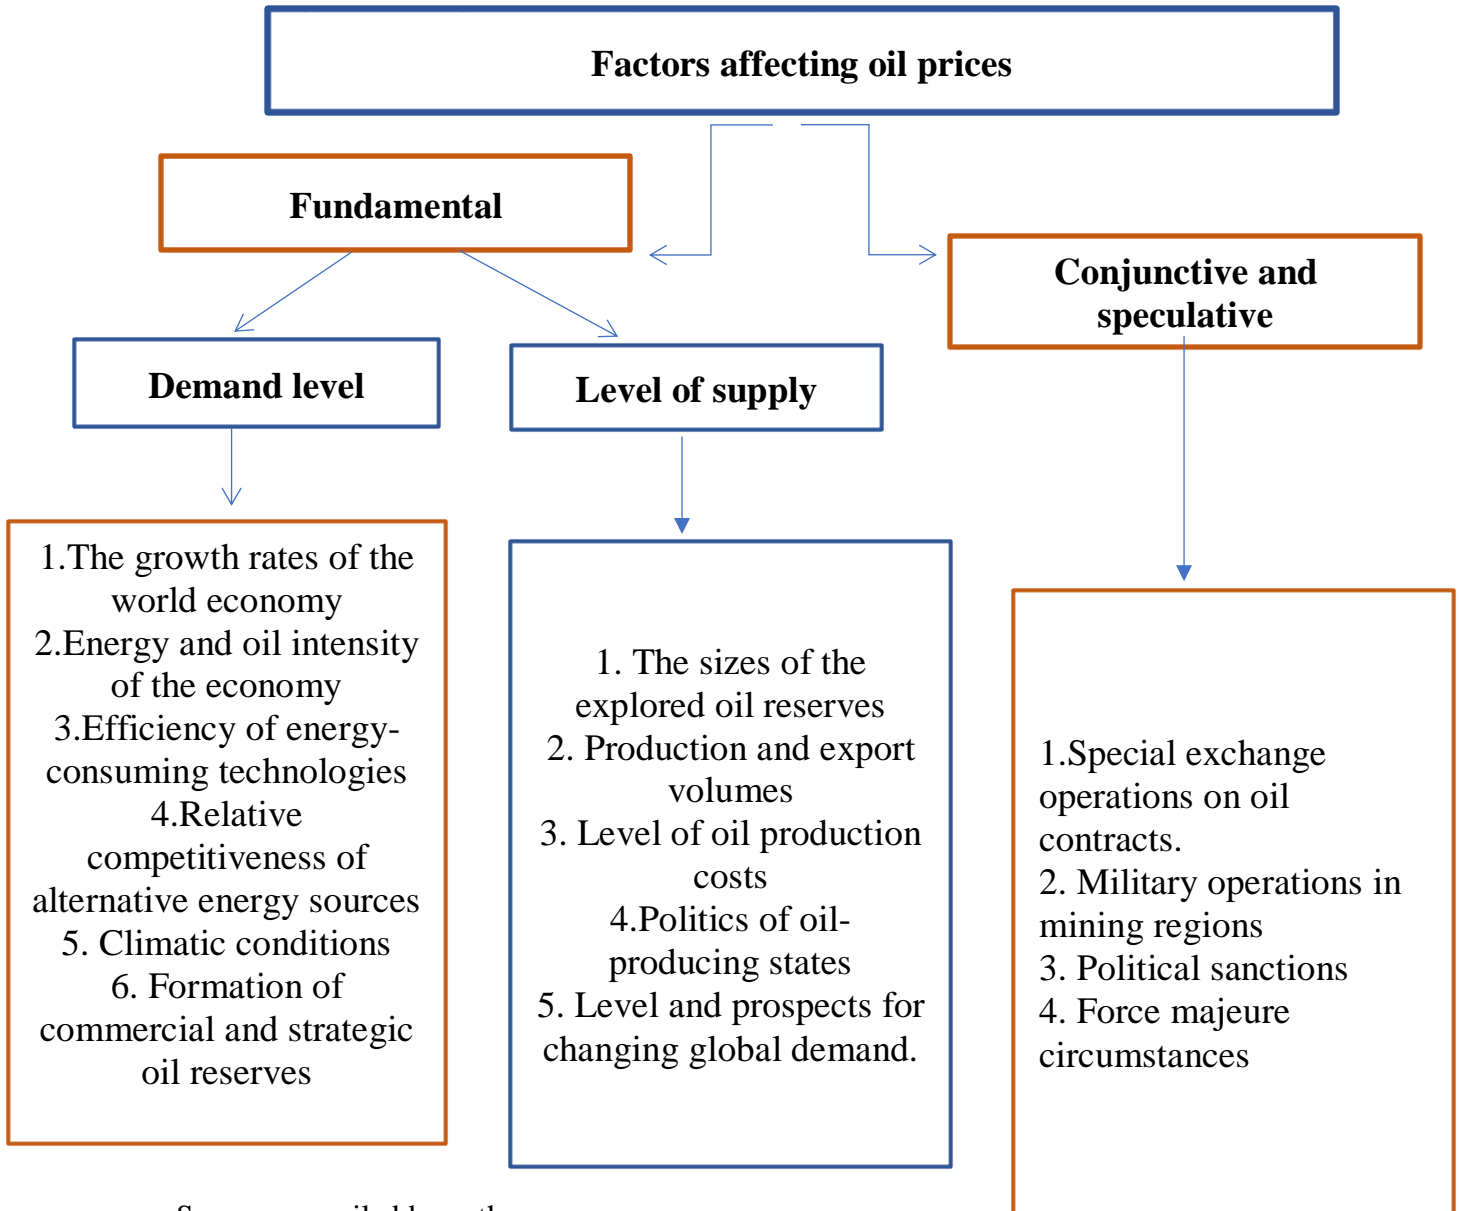 Factors affecting oil prices
Fundamental
Conjunctive and
speculative
Demand level
Level of supply
1.The growth rates of the
world economy
2.Energy and oil intensity
of the economy
3.Efficiency of energy-
consuming technologies
4.Relative
competitiveness of
alternative energy sources
5. Climatic conditions
6. Formation of
commercial and strategic
oil reserves
1. The sizes of the
explored oil reserves
2. Production and export
volumes
3. Level of oil production
costs
4.Politics of oil-
producing states
5. Level and prospects for
changing global demand.
1.Special exchange
operations on oil
contracts.
2. Military operations in
mining regions
3. Political sanctions
4. Force majeure
circumstances